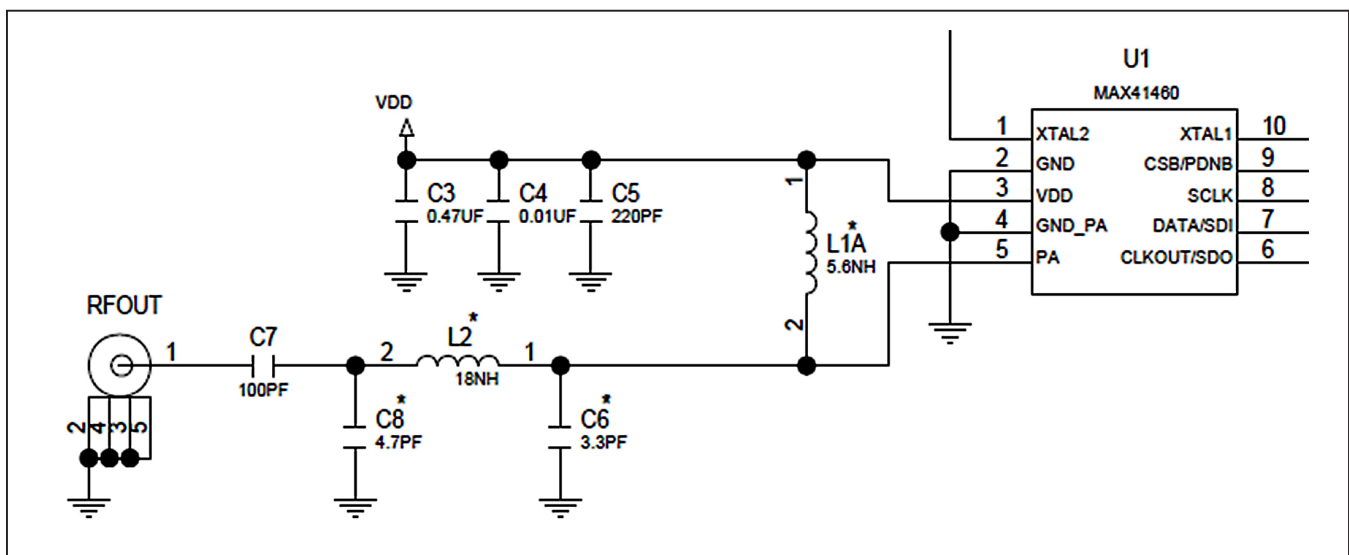 U1
MAX41460
VDD
1 XTAL2 XTAL1 10
2 GND CSB/PDNB 9
3 VDD SCLK 8
4 GND_PA DATA/SDI 7
5 PA CLKOUT/SDO 6
C3
0.47UF
C4
0.01UF
C5
220PF
1
L1A*
5.6NH
2
RFOUT
1
C7
100PF
2
L2*
18NH
1
C8*
4.7PF
C6*
3.3PF
2
4
3
5